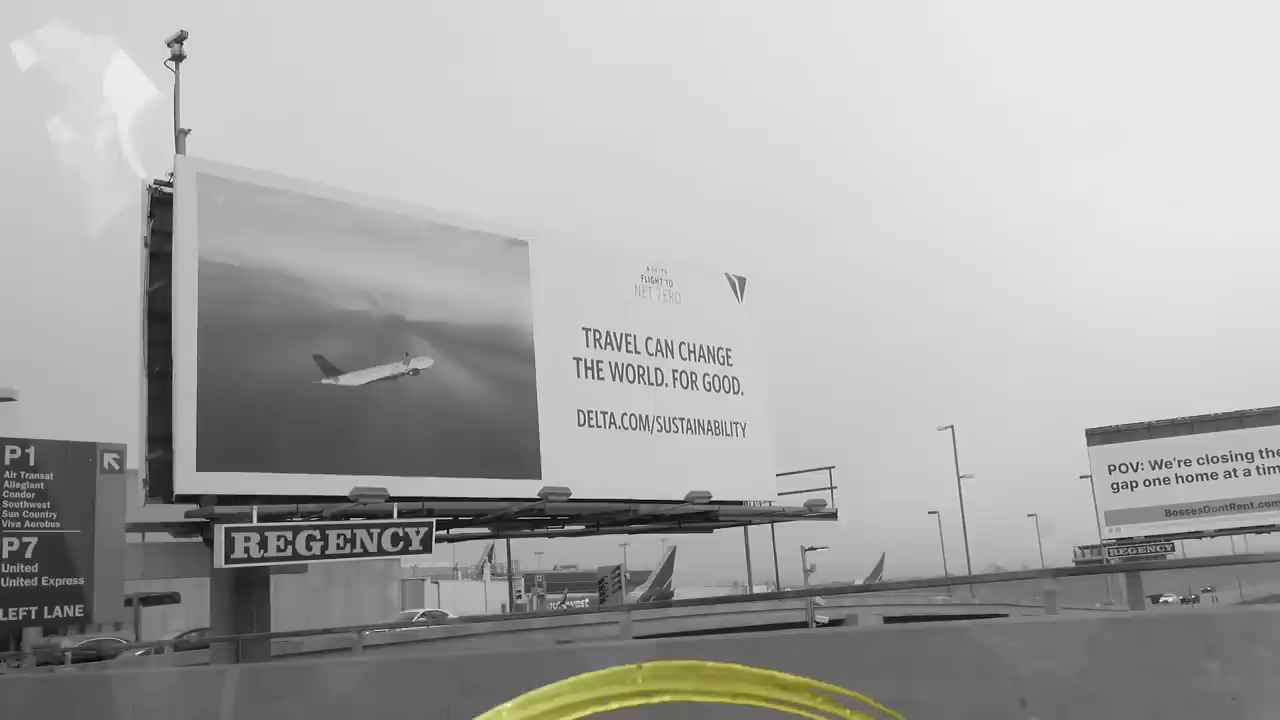 P1
Air Transat
Allegiant
Condor
Southwest
Sun Country
Viva Aerobus
P7
United
United Express
LEFT LANE
DELTA
FLIGHT TO
NET ZERO
TRAVEL CAN CHANGE
THE WORLD. FOR GOOD.
DELTA.COM/SUSTAINABILITY
REGENCY
POV: We're closing the
gap one home at a tim
BossesDontRent.com
REGENCY